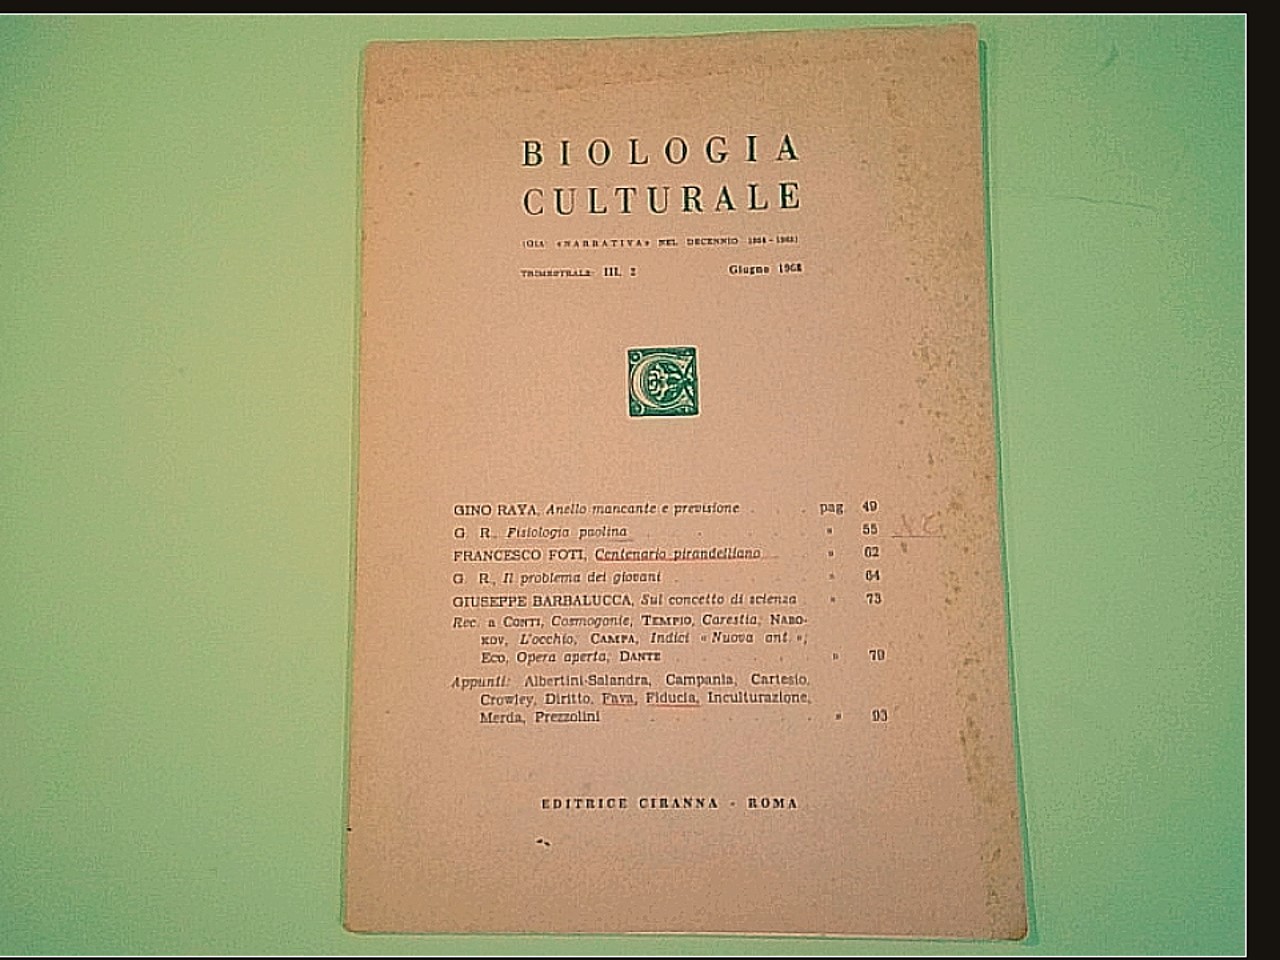 BIOLOGIA
CULTURALE
(GIA «NARRATIVA» NEL DECENNIO
TRIMESTRALE III, 2 Giugno 1968
GINO RAYA, Anello mancante e previsione . . . pag 49
G. R., Fisiologia paolina . . . . . » 55
FRANCESCO FOTI, Centenario pirandelliano . . » 62
G. R., Il problema dei giovani . . . . » 64
GIUSEPPE BARBALUCCA, Sul concetto di scienza . » 73
Rec. a CONTI, Cosmogonie, TEMPIO, Carestia, NABO-
KOV, L'occhio; CAMPA, Indici «Nuova ant.»;
ECO, Opera aperta; DANTE . . . . . » 79
Appunti: Albertini-Salandra, Campania, Cartesio,
Crowley, Diritto, Fava, Fiducia, Inculturazione,
Merda, Prezzolini . . . . . » 93
EDITRICE CIRANNA - ROMA